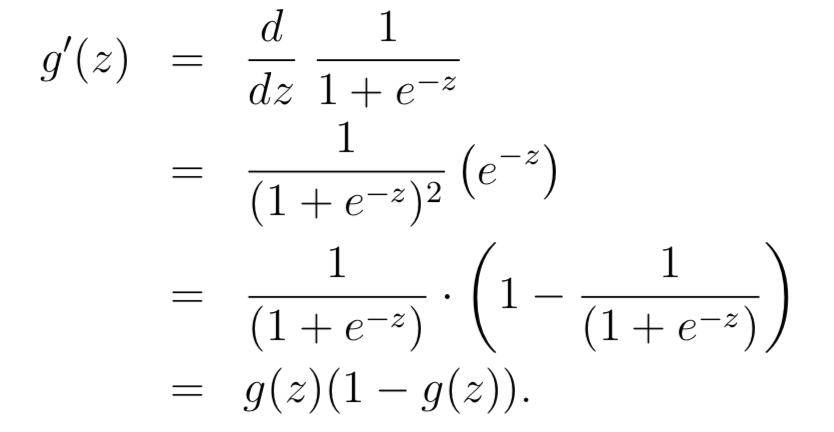 g′(z) = d/dz 1/(1 + e^{−z})
= 1/(1 + e^{−z})^2 (e^{−z})
= 1/(1 + e^{−z}) · (1 − 1/(1 + e^{−z}))
= g(z)(1 − g(z)).